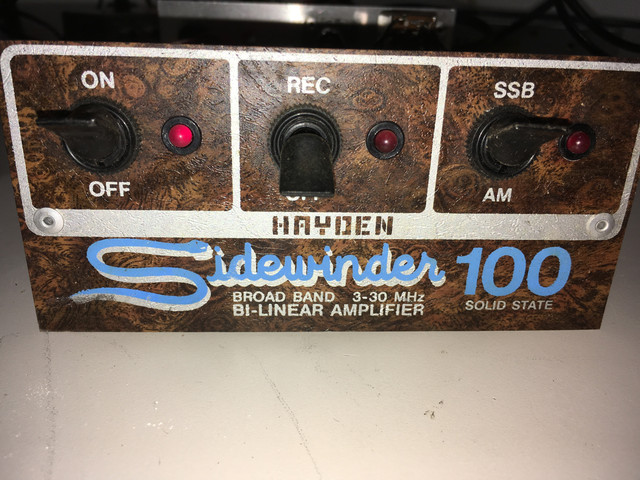 ON
OFF
REC
SSB
AM
HAYDEN
Sidewinder 100
BROAD BAND 3-30 MHz
BI-LINEAR AMPLIFIER
SOLID STATE